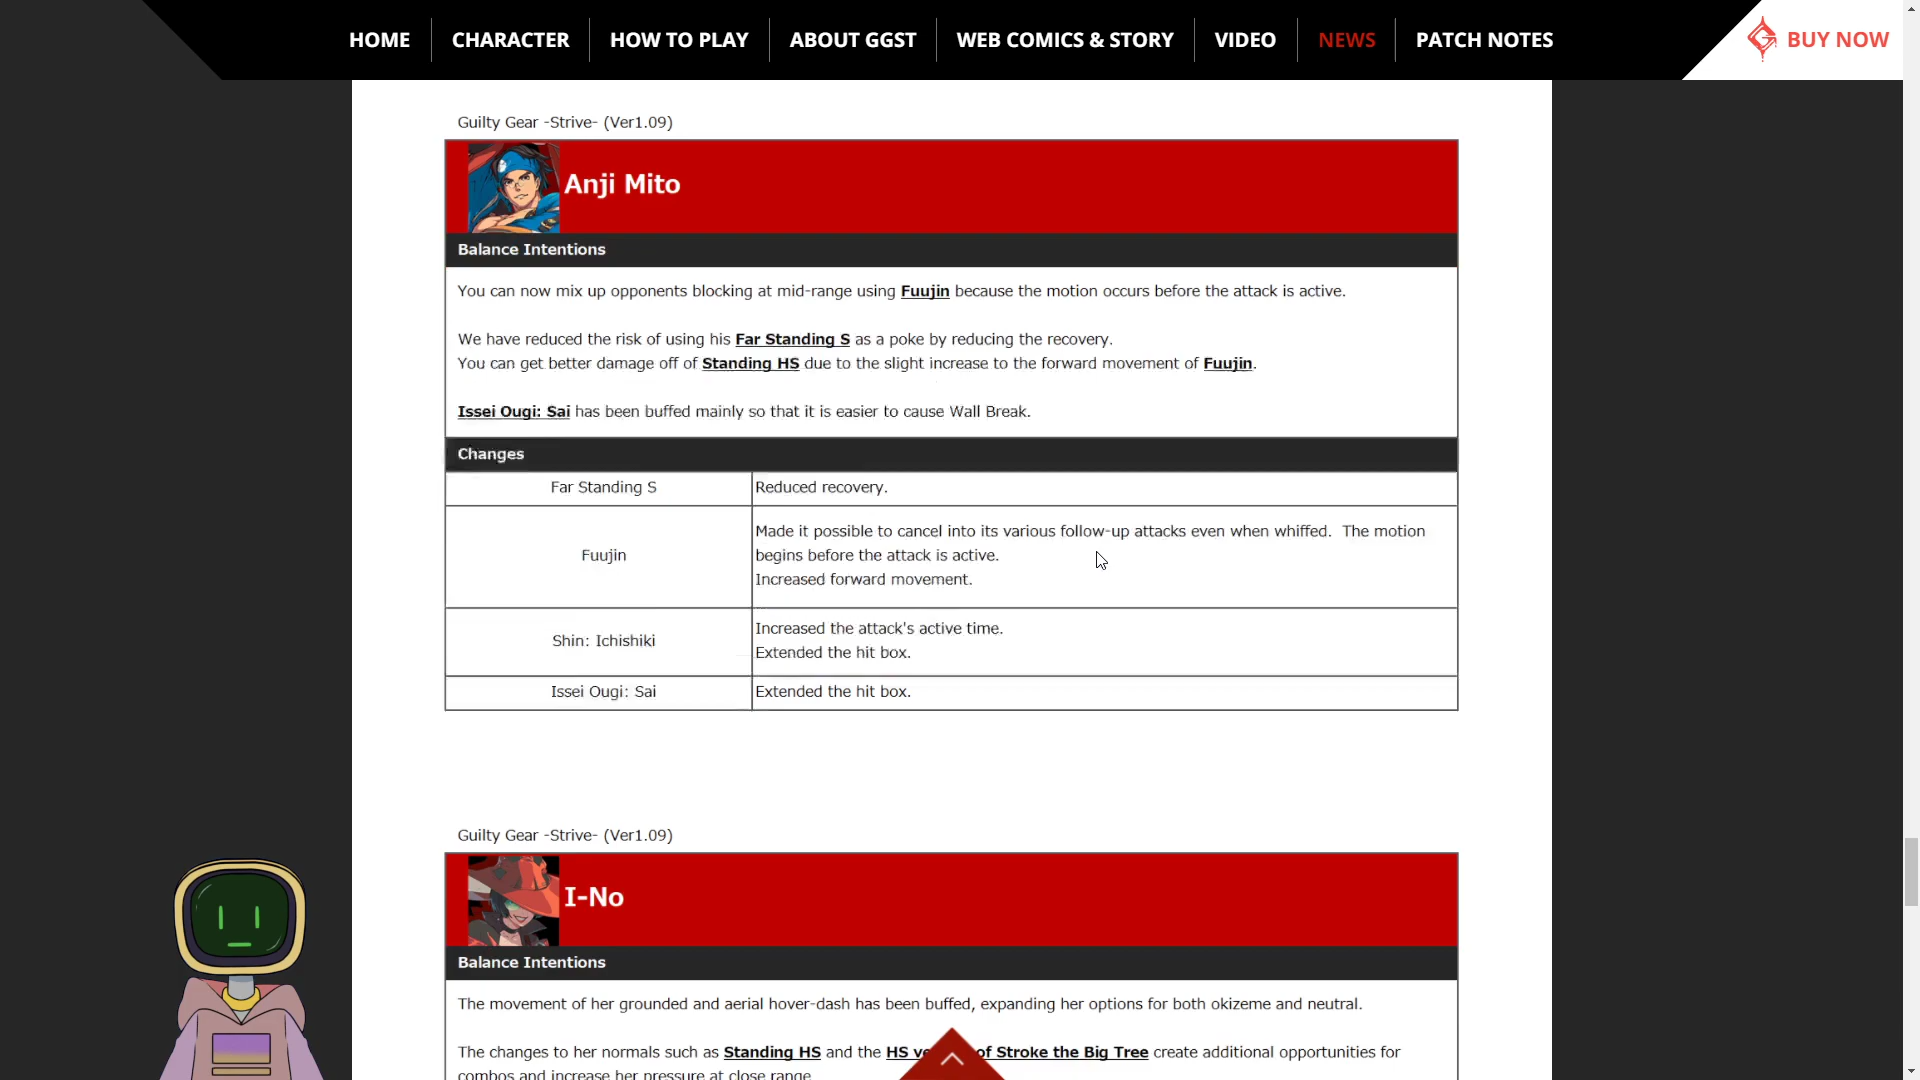 HOME
CHARACTER
HOW TO PLAY
ABOUT GGST
WEB COMICS & STORY
VIDEO
NEWS
PATCH NOTES
BUY NOW
Guilty Gear -Strive- (Ver1.09)
Anji Mito
Balance Intentions
You can now mix up opponents blocking at mid-range using Fuujin because the motion occurs before the attack is active.
We have reduced the risk of using his Far Standing S as a poke by reducing the recovery.
You can get better damage off of Standing HS due to the slight increase to the forward movement of Fuujin.
Issei Ougi: Sai has been buffed mainly so that it is easier to cause Wall Break.
Changes
Far Standing S
Reduced recovery.
Fuujin
Made it possible to cancel into its various follow-up attacks even when whiffed. The motion
begins before the attack is active.
Increased forward movement.
Shin: Ichishiki
Increased the attack's active time.
Extended the hit box.
Issei Ougi: Sai
Extended the hit box.
Guilty Gear -Strive- (Ver1.09)
I-No
Balance Intentions
The movement of her grounded and aerial hover-dash has been buffed, expanding her options for both okizeme and neutral.
The changes to her normals such as Standing HS and the HS of Stroke the Big Tree create additional opportunities for
combos and increase her pressure at close range.